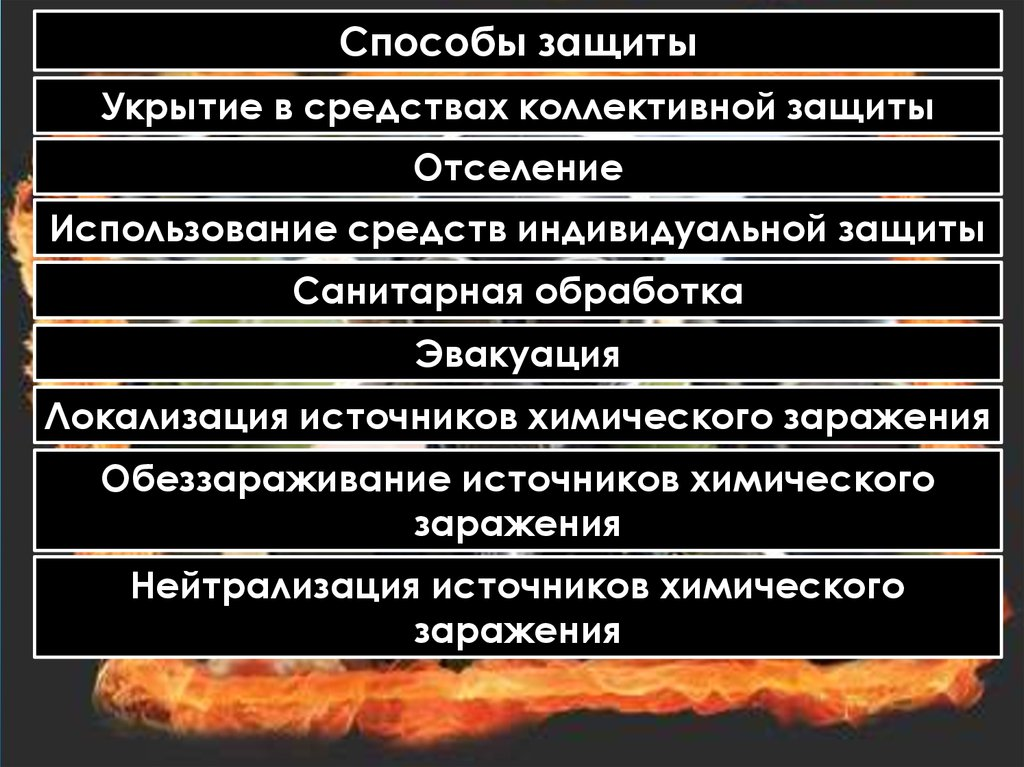 Способы защиты
Укрытие в средствах коллективной защиты
Отселение
Использование средств индивидуальной защиты
Санитарная обработка
Эвакуация
Локализация источников химического заражения
Обеззараживание источников химического
заражения
Нейтрализация источников химического
заражения